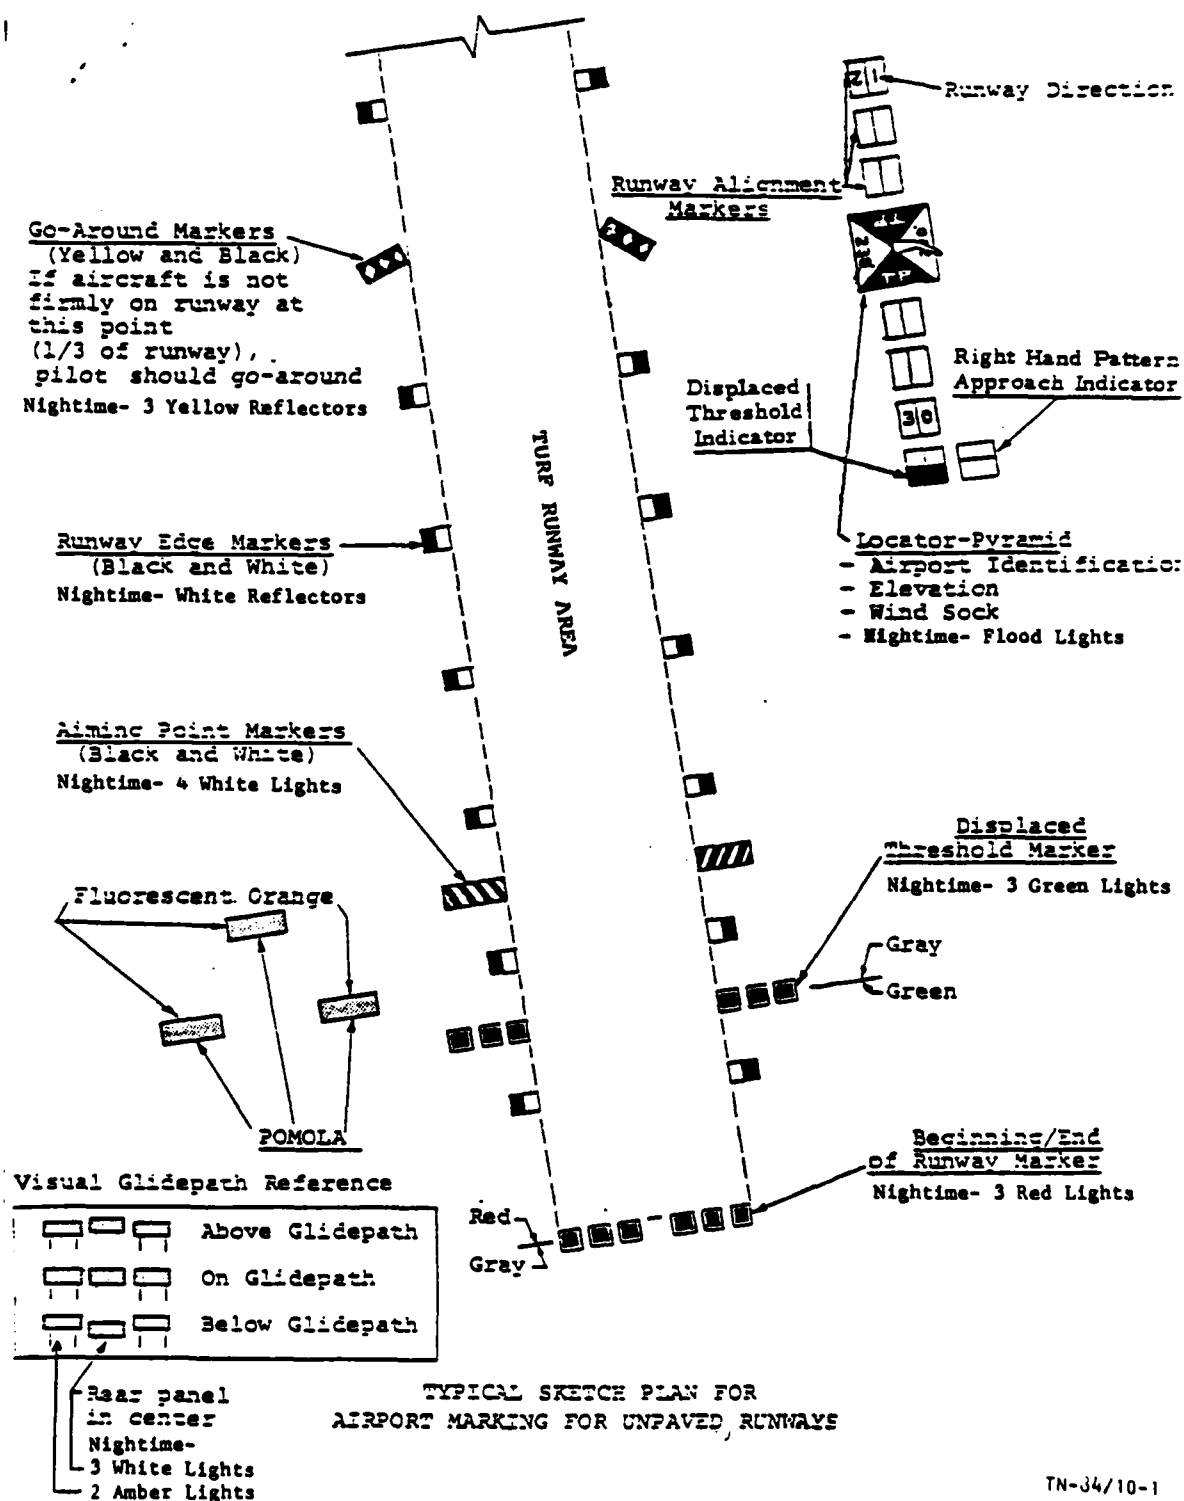 Runway Direction
Runway Alignment
Markers
Go-Around Markers
(Yellow and Black)
If aircraft is not
firmly on runway at
this point
(1/3 of runway),
pilot should go-around
Nightime- 3 Yellow Reflectors
Right Hand Pattern
Approach Indicator
Displaced
Threshold
Indicator
30
TURF RUNWAY AREA
Runway Edge Markers
(Black and White)
Nightime- White Reflectors
Locator-Pyramid
- Airport Identification
- Elevation
- Wind Sock
- Nightime- Flood Lights
Aiming Point Markers
(Black and White)
Nightime- 4 White Lights
Displaced
Threshold Marker
Nightime- 3 Green Lights
Fluorescent Orange
Gray
Green
POMOLA
Beginning/End
of Runway Marker
Nightime- 3 Red Lights
Visual Glidepath Reference
Above Glidepath
On Glidepath
Below Glidepath
Red
Gray
Rear panel
in center
Nightime-
3 White Lights
2 Amber Lights
TYPICAL SKETCH PLAN FOR
AIRPORT MARKING FOR UNPAVED RUNWAYS
TN-34/10-1